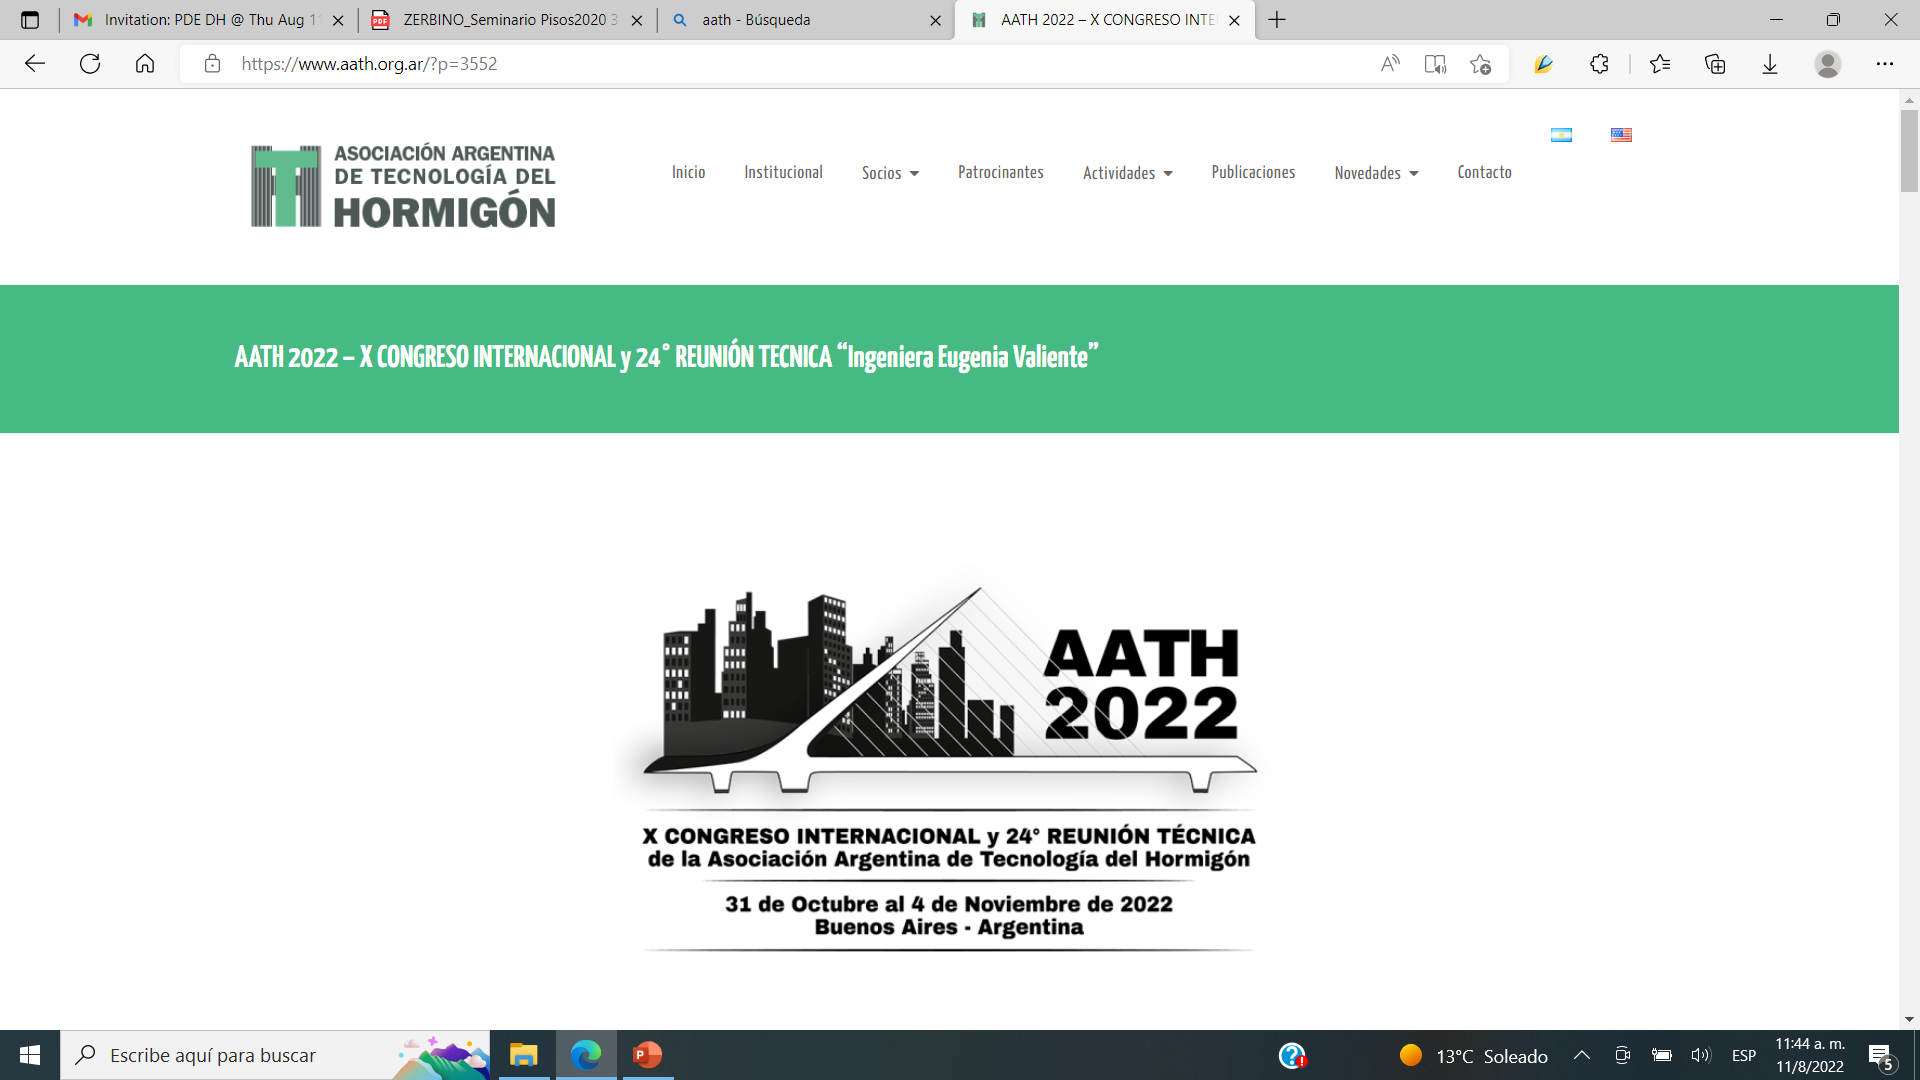 Invitation: PDE DH @ Thu Aug 11
ZERBINO_Seminario Pisos2020 3
aath - Búsqueda
AATH 2022 – X CONGRESO INTE
https://www.aath.org.ar/?p=3552
ASOCIACIÓN ARGENTINA
DE TECNOLOGÍA DEL
HORMIGÓN
Inicio
Institucional
Socios
Patrocinantes
Actividades
Publicaciones
Novedades
Contacto
AATH 2022 – X CONGRESO INTERNACIONAL y 24° REUNIÓN TECNICA “Ingeniera Eugenia Valiente”
AATH
2022
X CONGRESO INTERNACIONAL y 24° REUNIÓN TÉCNICA
de la Asociación Argentina de Tecnología del Hormigón
31 de Octubre al 4 de Noviembre de 2022
Buenos Aires - Argentina
Escribe aquí para buscar
13°C Soleado
ESP
11:44 a. m.
11/8/2022
5